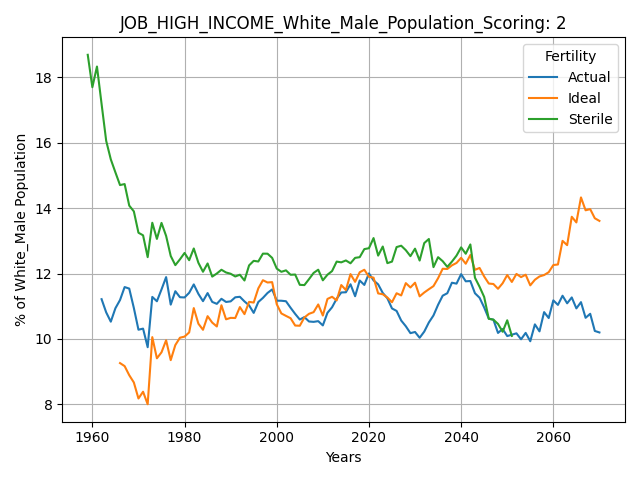 JOB_HIGH_INCOME_White_Male_Population_Scoring: 2
Fertility
Actual
Ideal
Sterile
% of White_Male Population
18
16
14
12
10
8
1960
1980
2000
2020
2040
2060
Years